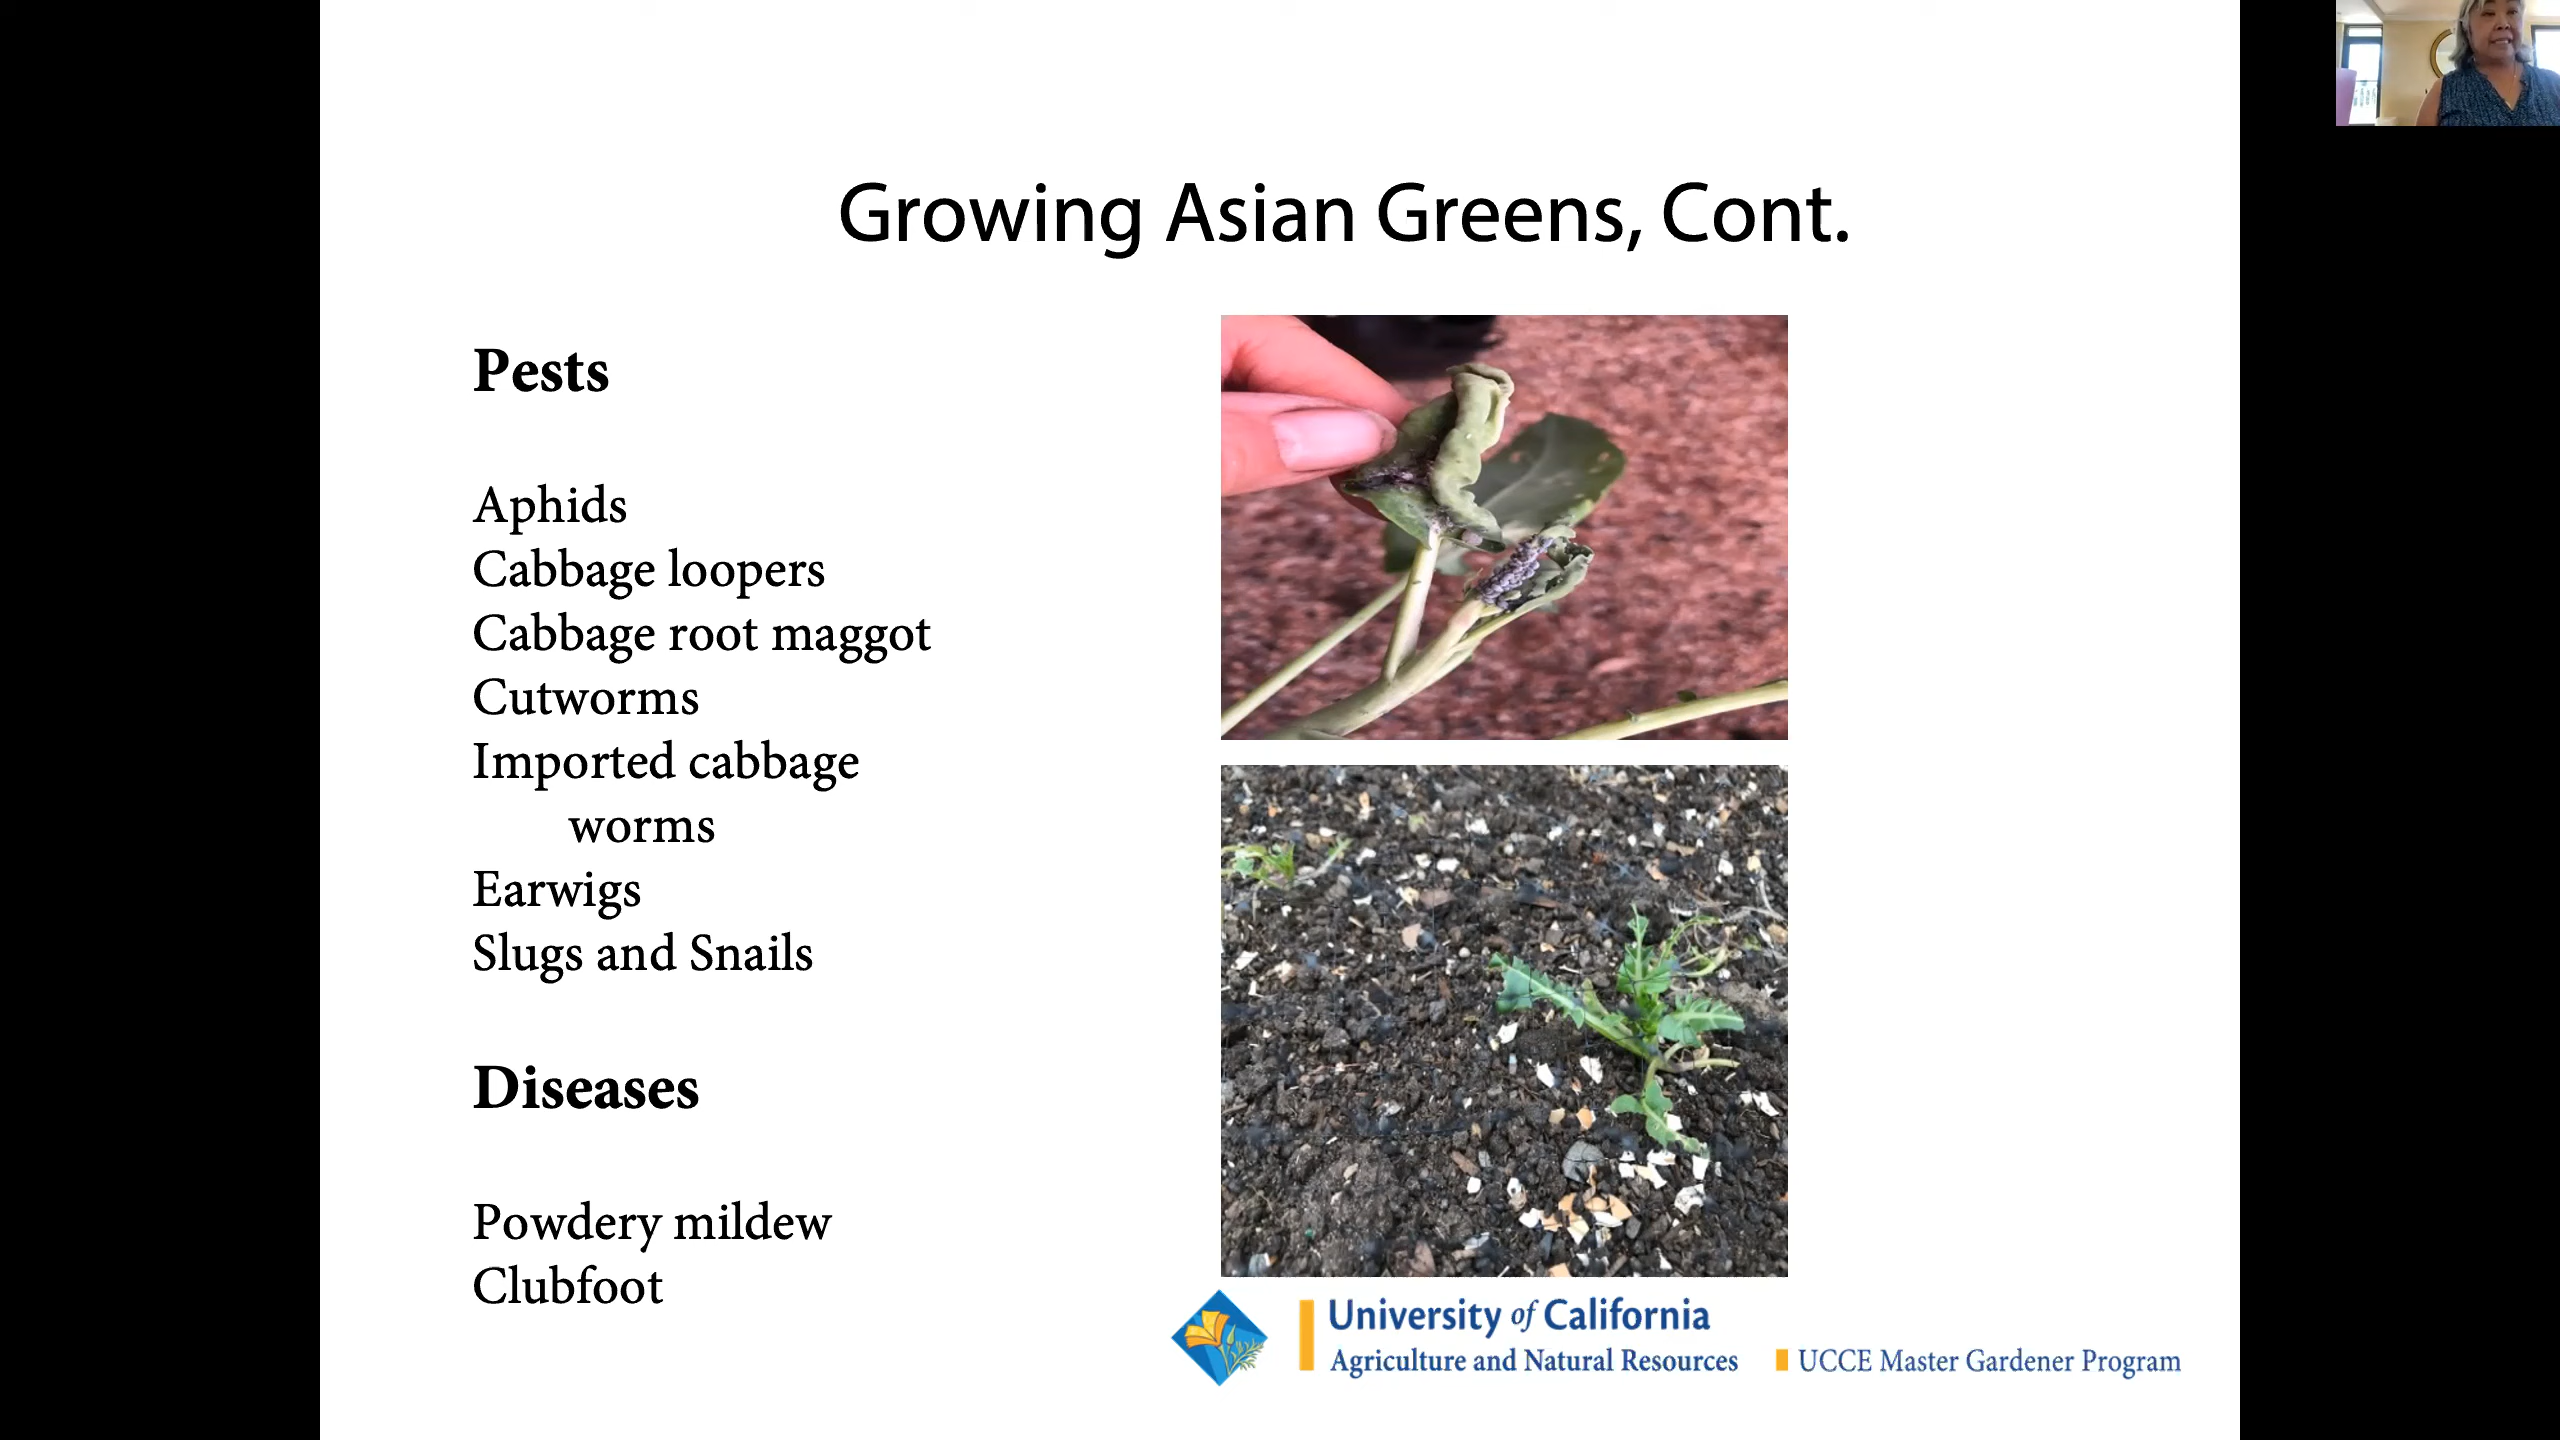 Growing Asian Greens, Cont.
Pests
Aphids
Cabbage loopers
Cabbage root maggot
Cutworms
Imported cabbage
worms
Earwigs
Slugs and Snails
Diseases
Powdery mildew
Clubfoot
University of California
Agriculture and Natural Resources
UCCE Master Gardener Program